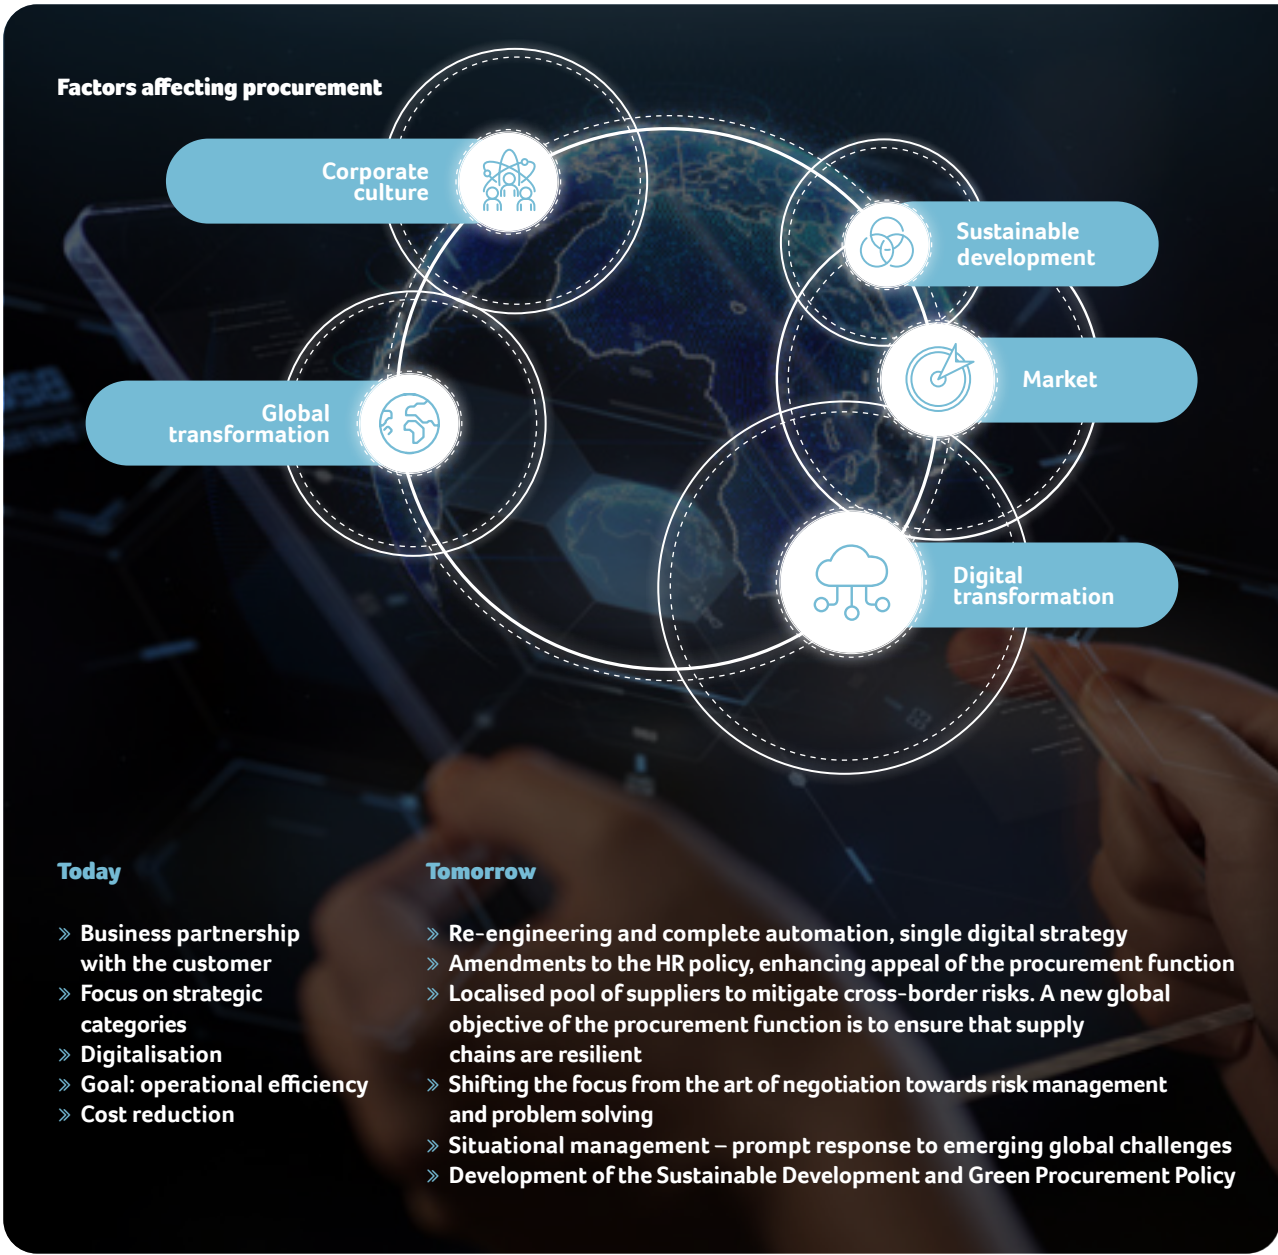 Factors affecting procurement
Corporate
culture
Sustainable
development
Market
Global
transformation
Digital
transformation
Today
» Business partnership
with the customer
» Focus on strategic
categories
» Digitalisation
» Goal: operational efficiency
» Cost reduction
Tomorrow
» Re-engineering and complete automation, single digital strategy
» Amendments to the HR policy, enhancing appeal of the procurement function
» Localised pool of suppliers to mitigate cross-border risks. A new global
objective of the procurement function is to ensure that supply
chains are resilient
» Shifting the focus from the art of negotiation towards risk management
and problem solving
» Situational management – prompt response to emerging global challenges
» Development of the Sustainable Development and Green Procurement Policy